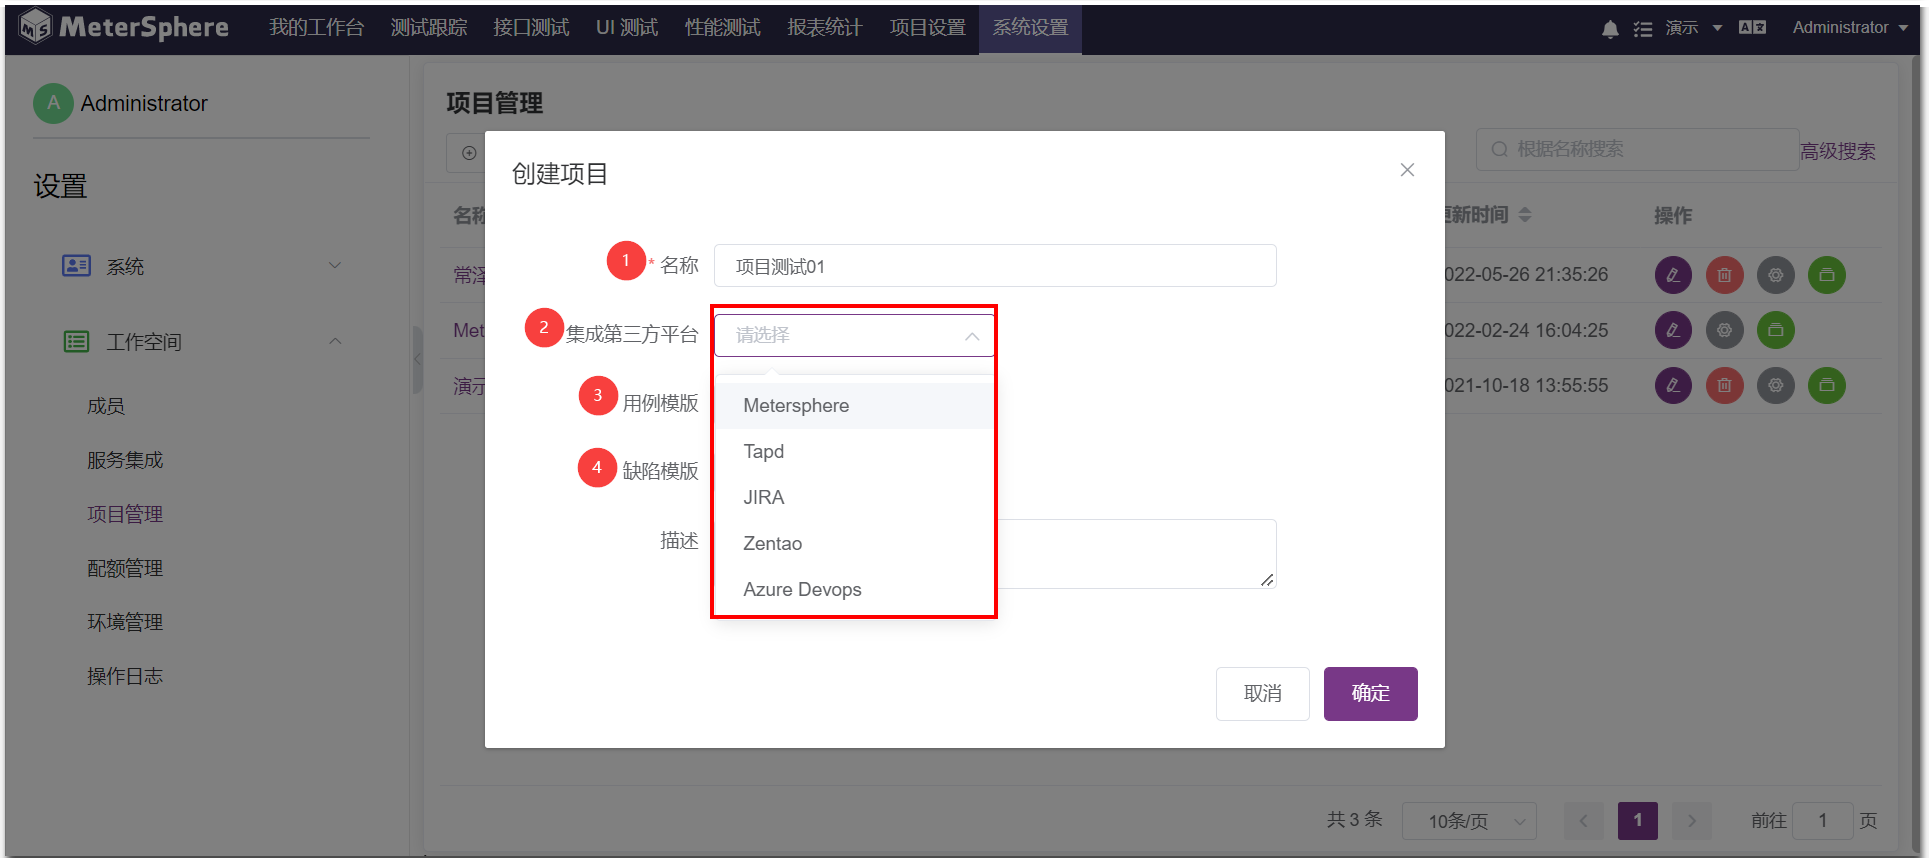 MeterSphere 我的工作台 测试跟踪 接口测试 UI 测试 性能测试 报表统计 项目设置 系统设置 演示 Administrator
A Administrator
设置
系统
工作空间
成员
服务集成
项目管理
配额管理
环境管理
操作日志
项目管理
根据名称搜索 高级搜索
名称 更新时间 操作
常泽 022-05-26 21:35:26
Met 022-02-24 16:04:25
演示 021-10-18 13:55:55
创建项目
1 * 名称 项目测试01
2 集成第三方平台 请选择
3 用例模版
4 缺陷模版
描述
Metersphere
Tapd
JIRA
Zentao
Azure Devops
取消 确定
共 3 条 10条/页 1 前往 1 页